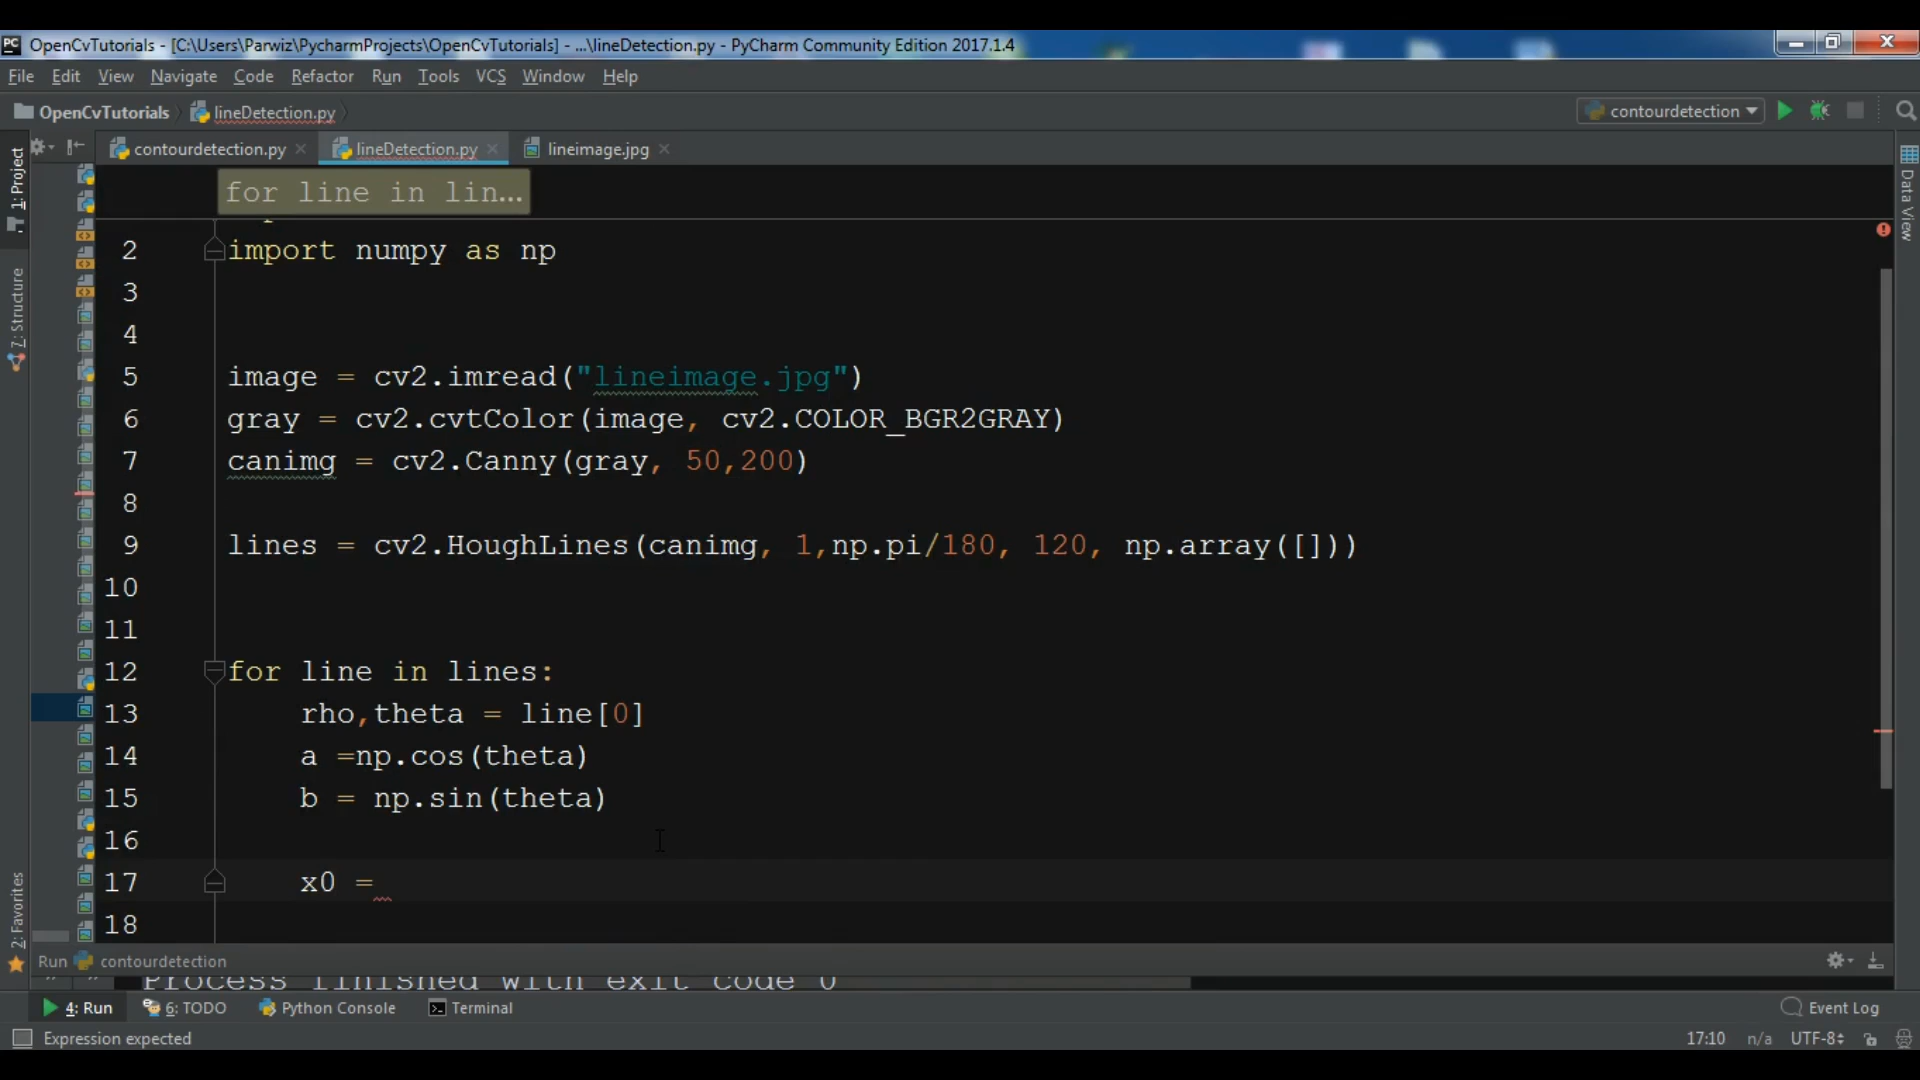 PC OpenCvTutorials - [C:\Users\Parwiz\PycharmProjects\OpenCvTutorials] - ...\lineDetection.py - PyCharm Community Edition 2017.1.4
File Edit View Navigate Code Refactor Run Tools VCS Window Help
OpenCvTutorials lineDetection.py contourdetection
contourdetection.py lineDetection.py lineimage.jpg
1: Project
7: Structure
2: Favorites
Data View
for line in lin...
2 import numpy as np
3
4
5 image = cv2.imread("lineimage.jpg")
6 gray = cv2.cvtColor(image, cv2.COLOR_BGR2GRAY)
7 canimg = cv2.Canny(gray, 50,200)
8
9 lines = cv2.HoughLines(canimg, 1,np.pi/180, 120, np.array([]))
10
11
12 for line in lines:
13 rho,theta = line[0]
14 a =np.cos(theta)
15 b = np.sin(theta)
16
17 x0 =
18
Run contourdetection
Process finished with exit code 0
4: Run 6: TODO Python Console Terminal Event Log
Expression expected 17:10 n/a UTF-8